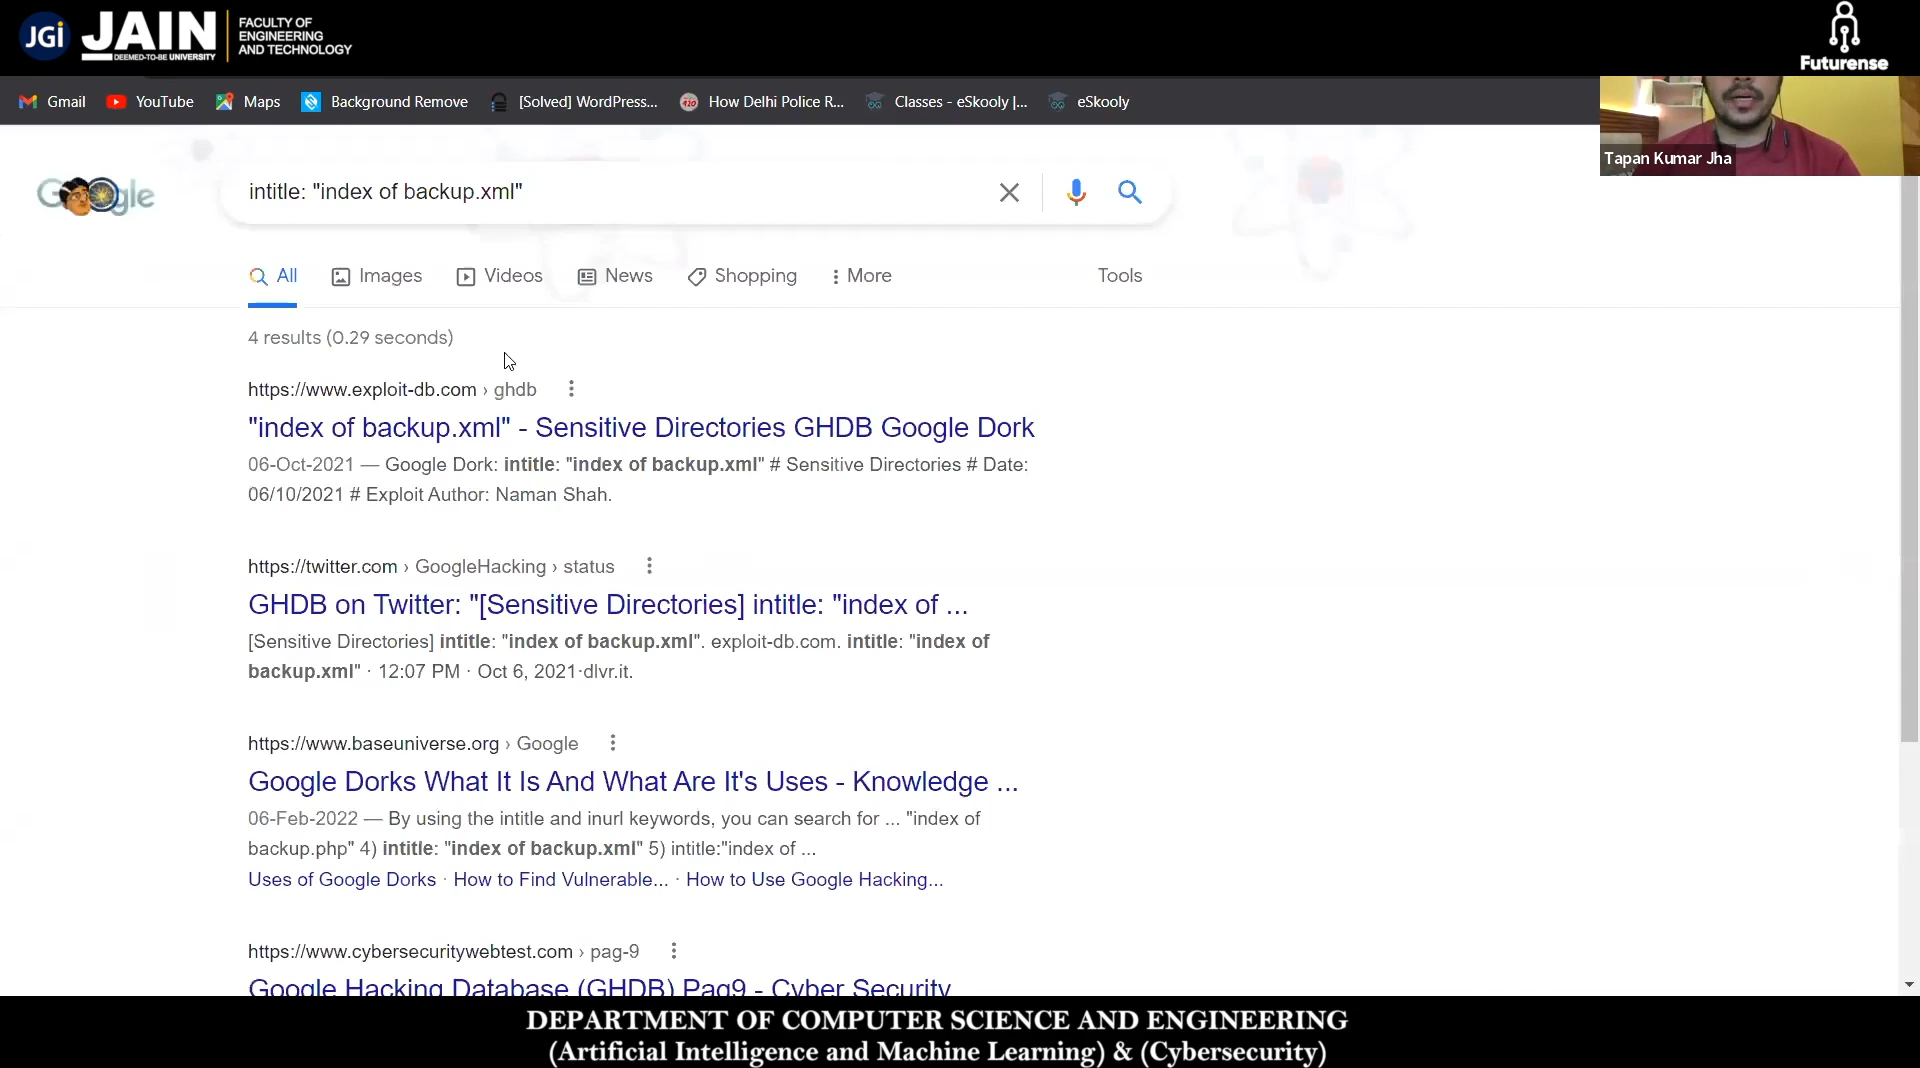 JGi JAIN
DEEMED-TO-BE UNIVERSITY
FACULTY OF
ENGINEERING
AND TECHNOLOGY
Futurense
Gmail YouTube Maps Background Remove [Solved] WordPress... How Delhi Police R... Classes - eSkooly |... eSkooly
Tapan Kumar Jha
Google
intitle: "index of backup.xml"
All Images Videos News Shopping More Tools
4 results (0.29 seconds)
https://www.exploit-db.com › ghdb
"index of backup.xml" - Sensitive Directories GHDB Google Dork
06-Oct-2021 — Google Dork: intitle: "index of backup.xml" # Sensitive Directories # Date:
06/10/2021 # Exploit Author: Naman Shah.
https://twitter.com › GoogleHacking › status
GHDB on Twitter: "[Sensitive Directories] intitle: "index of ...
[Sensitive Directories] intitle: "index of backup.xml". exploit-db.com. intitle: "index of
backup.xml" · 12:07 PM · Oct 6, 2021·dlvr.it.
https://www.baseuniverse.org › Google
Google Dorks What It Is And What Are It's Uses - Knowledge ...
06-Feb-2022 — By using the intitle and inurl keywords, you can search for ... "index of
backup.php" 4) intitle: "index of backup.xml" 5) intitle:"index of ...
Uses of Google Dorks · How to Find Vulnerable... · How to Use Google Hacking...
https://www.cybersecuritywebtest.com › pag-9
Google Hacking Database (GHDB) Pag9 - Cyber Security
DEPARTMENT OF COMPUTER SCIENCE AND ENGINEERING
(Artificial Intelligence and Machine Learning) & (Cybersecurity)